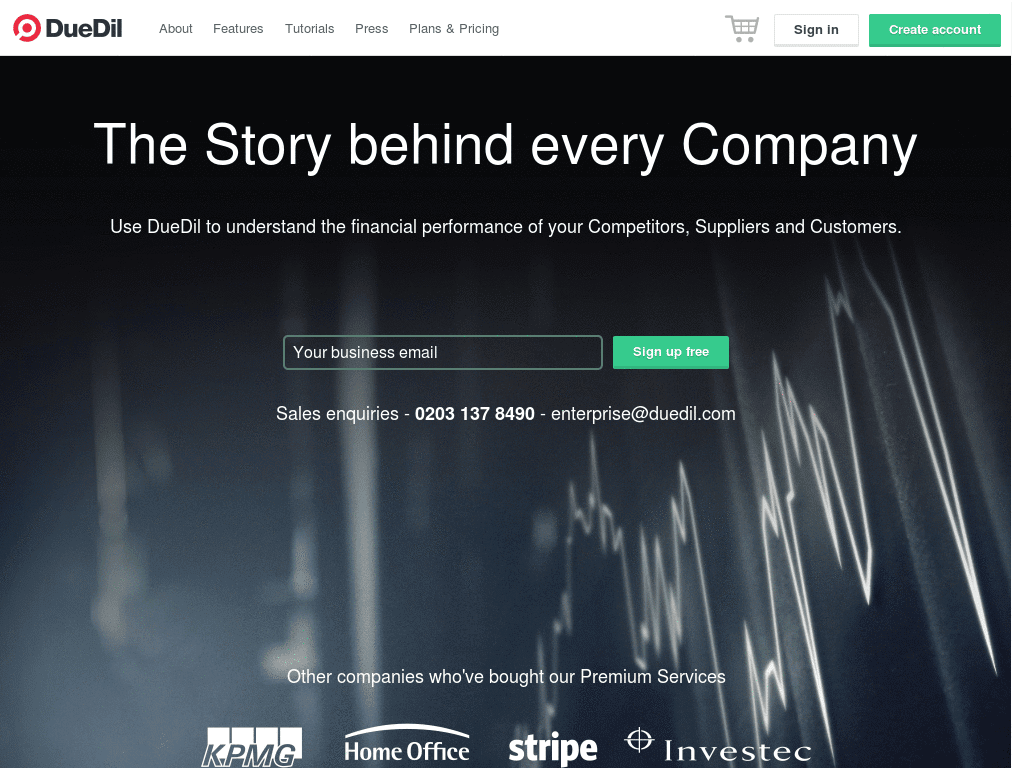 DueDil About Features Tutorials Press Plans & Pricing Sign in Create account
The Story behind every Company
Use DueDil to understand the financial performance of your Competitors, Suppliers and Customers.
Your business email Sign up free
Sales enquiries - 0203 137 8490 - enterprise@duedil.com
Other companies who've bought our Premium Services
KPMG Home Office stripe Investec